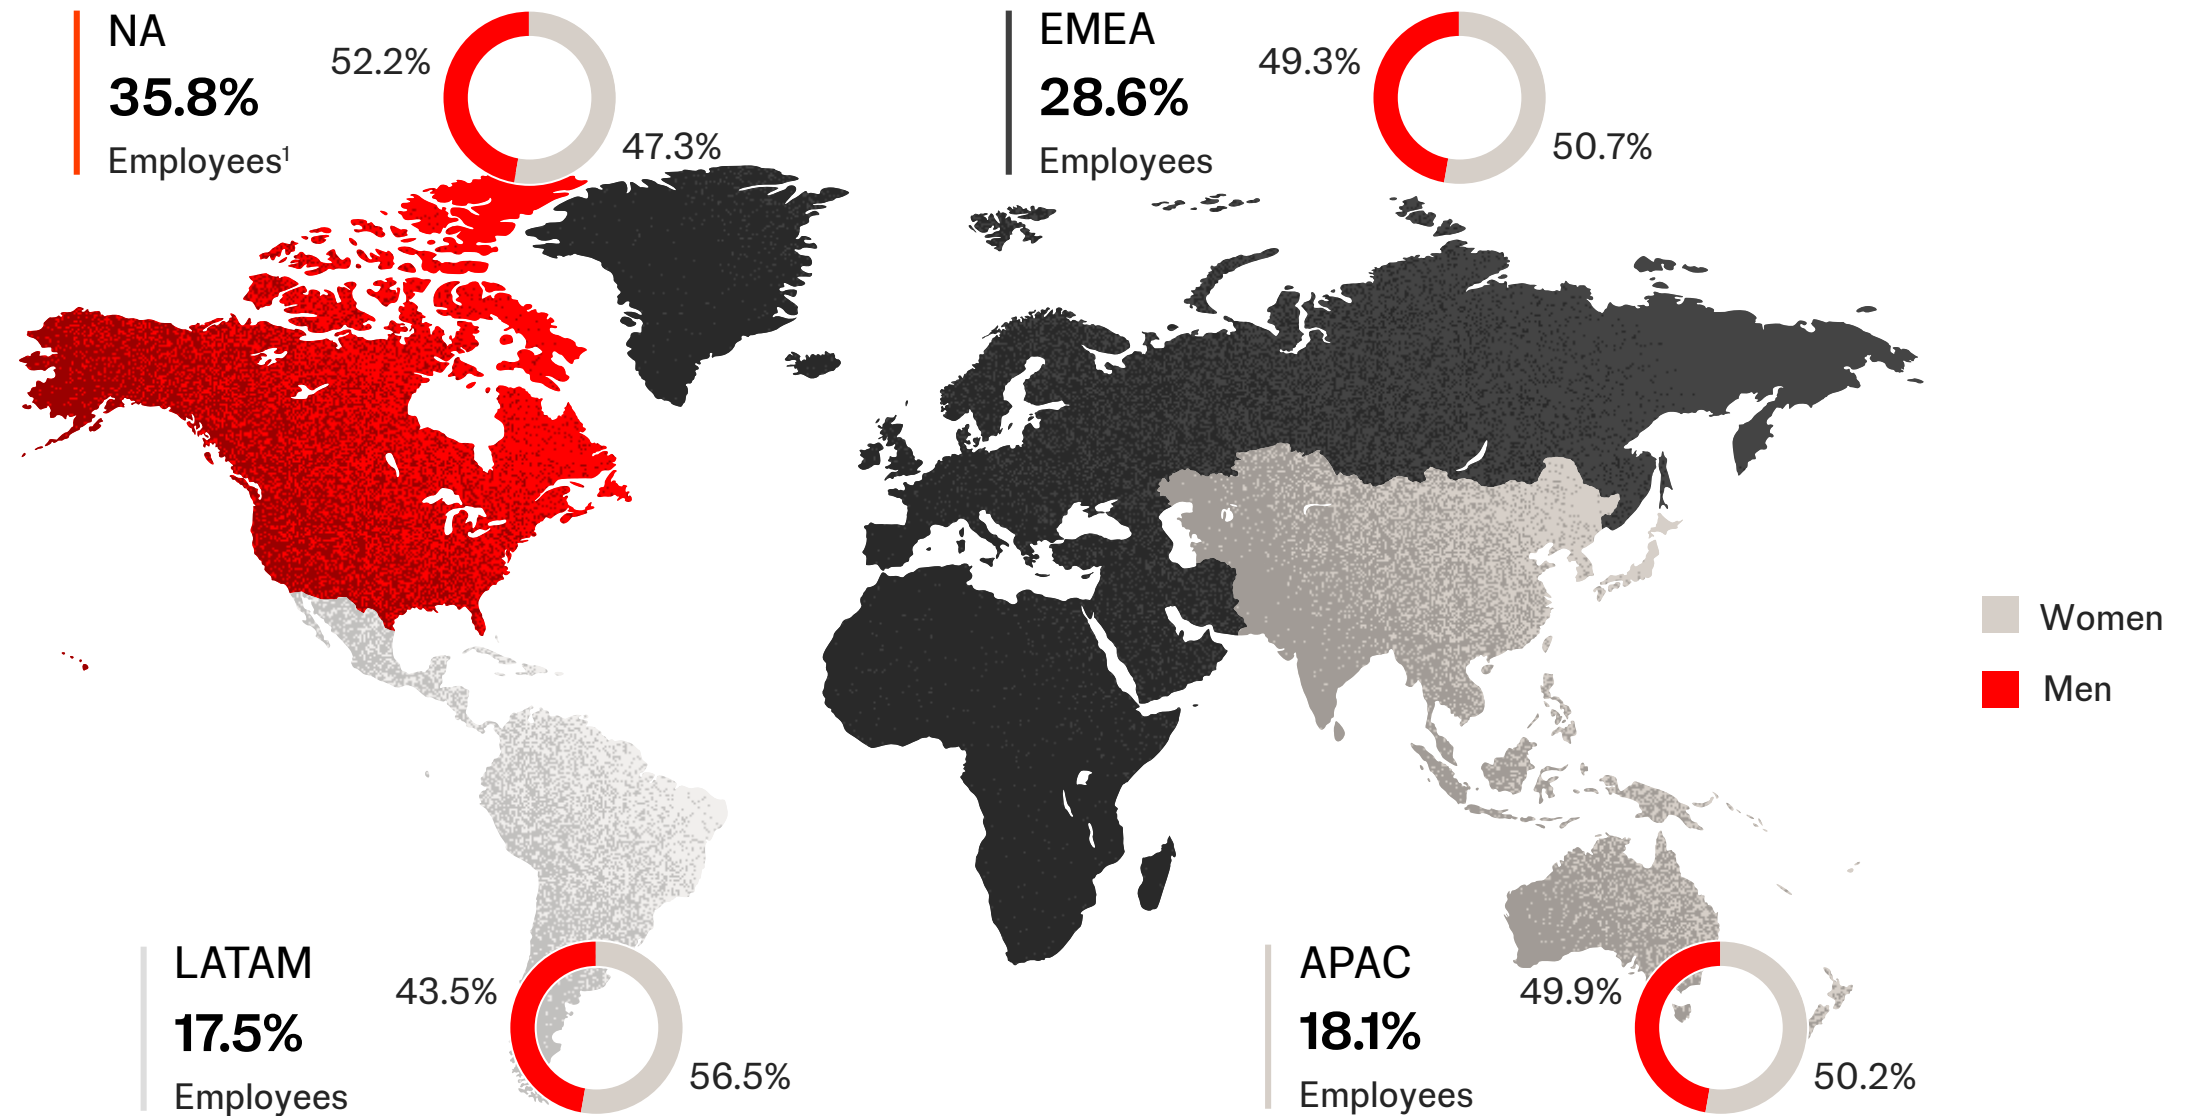 NA
35.8%
Employees¹
52.2%
47.3%
EMEA
28.6%
Employees
49.3%
50.7%
Women
Men
LATAM
17.5%
Employees
43.5%
56.5%
APAC
18.1%
Employees
49.9%
50.2%